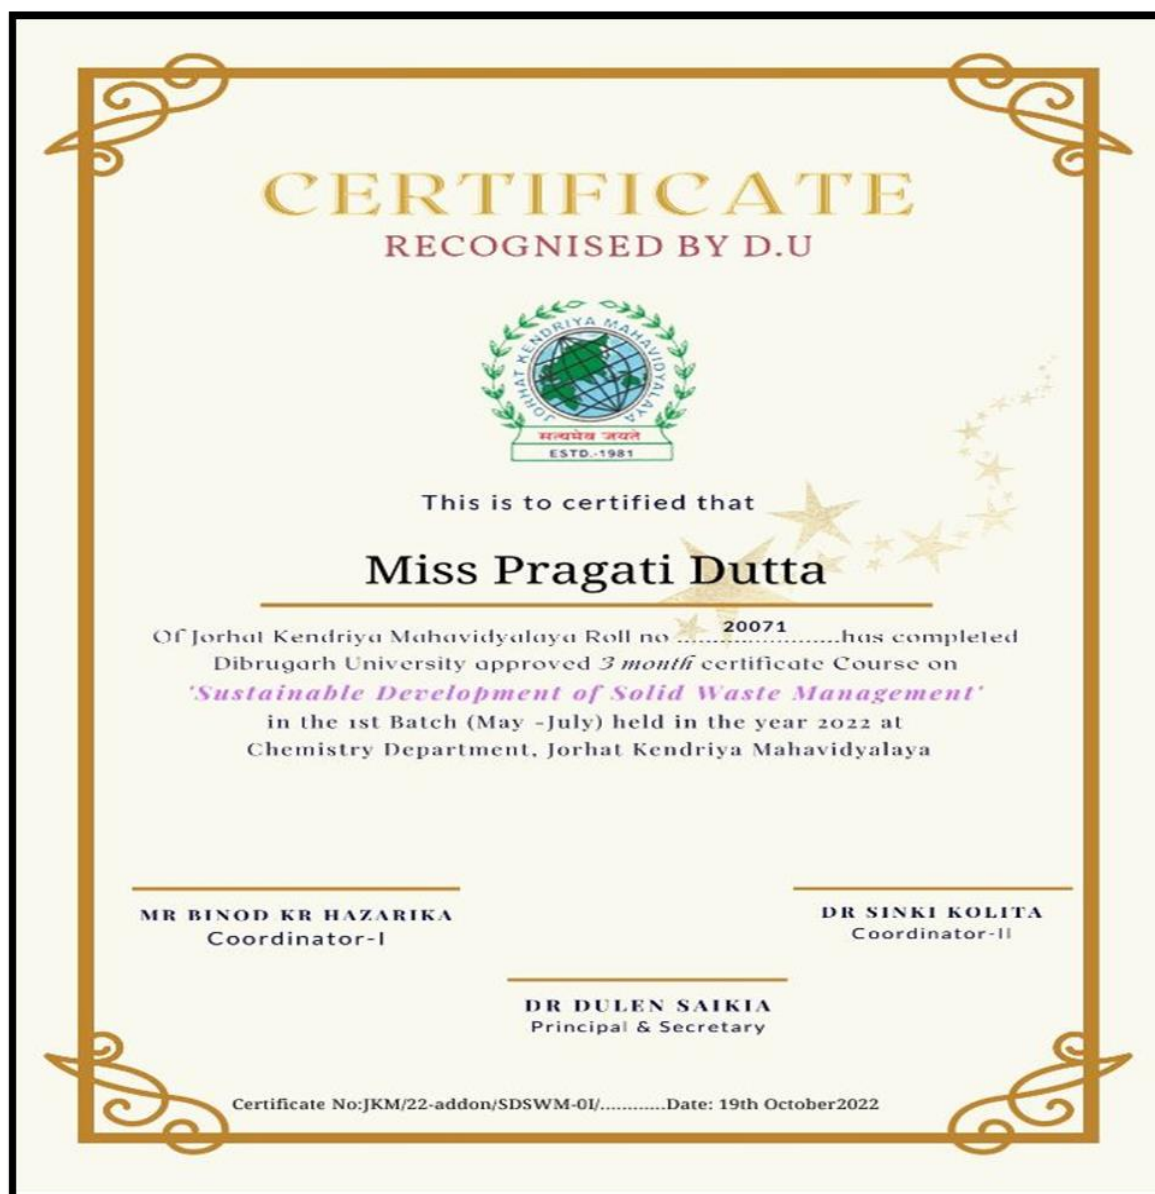 CERTIFICATE
RECOGNISED BY D.U
JORHAT KENDRIYA MAHAVIDYALAYA
सत्यमेव जयते
ESTD.-1981
This is to certified that
Miss Pragati Dutta
Of Jorhat Kendriya Mahavidyalaya Roll no ......20071......has completed
Dibrugarh University approved 3 month certificate Course on
'Sustainable Development of Solid Waste Management'
in the 1st Batch (May -July) held in the year 2022 at
Chemistry Department, Jorhat Kendriya Mahavidyalaya
MR BINOD KR HAZARIKA
Coordinator-I
DR SINKI KOLITA
Coordinator-II
DR DULEN SAIKIA
Principal & Secretary
Certificate No:JKM/22-addon/SDSWM-0I/............Date: 19th October2022